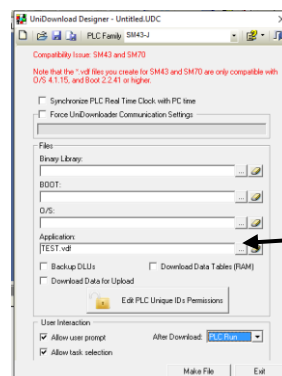 UniDownload Designer - Untitled.UDC
PLC Family SM43-J
Compatibility Issue: SM43 and SM70
Note that the *.vdf files you create for SM43 and SM70 are only compatible with
O/S 4.1.15, and Boot 2.2.41 or higher.
Synchronize PLC Real Time Clock with PC time
Force UniDownloader Communication Settings
Files
Binary Library:
...
BOOT:
...
O/S:
...
Application:
TEST.vdf ...
Backup DLUs Download Data Tables (RAM)
Download Data for Upload
Edit PLC Unique IDs Permissions
User Interaction
Allow user prompt After Download: PLC Run
Allow task selection
Make File Exit